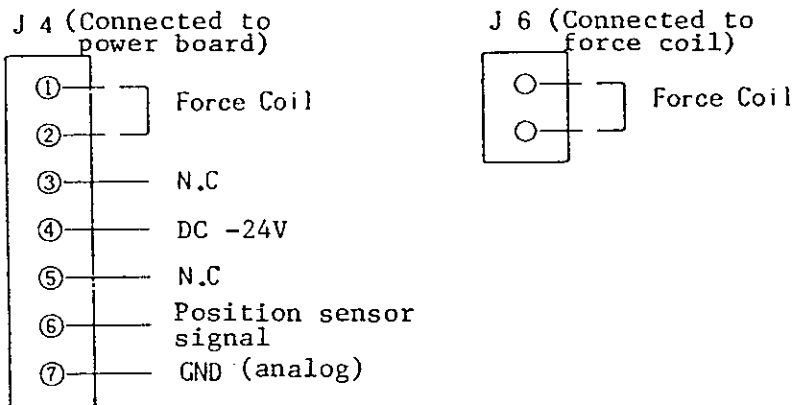 J 4 (Connected to
power board)
① Force Coil
②
③ N.C
④ DC -24V
⑤ N.C
⑥ Position sensor
signal
⑦ GND (analog)
J 6 (Connected to
force coil)
Force Coil